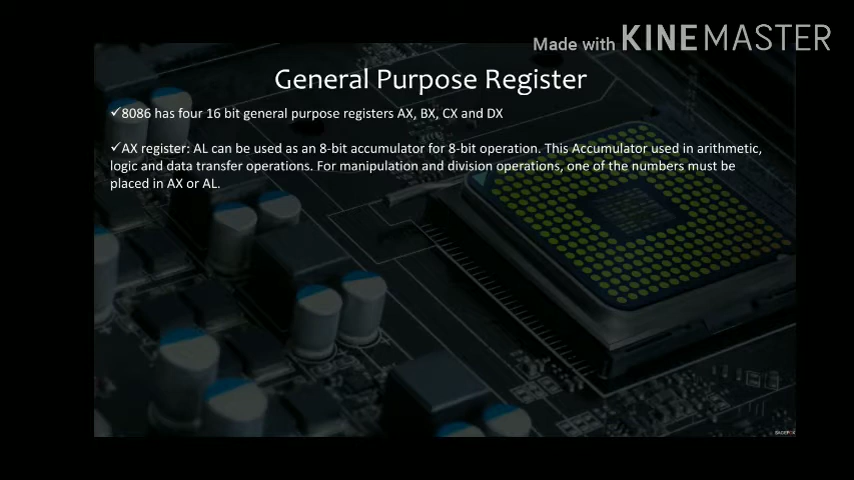 Made with KINEMASTER
General Purpose Register
✓8086 has four 16 bit general purpose registers AX, BX, CX and DX
✓AX register: AL can be used as an 8-bit accumulator for 8-bit operation. This Accumulator used in arithmetic,
logic and data transfer operations. For manipulation and division operations, one of the numbers must be
placed in AX or AL.